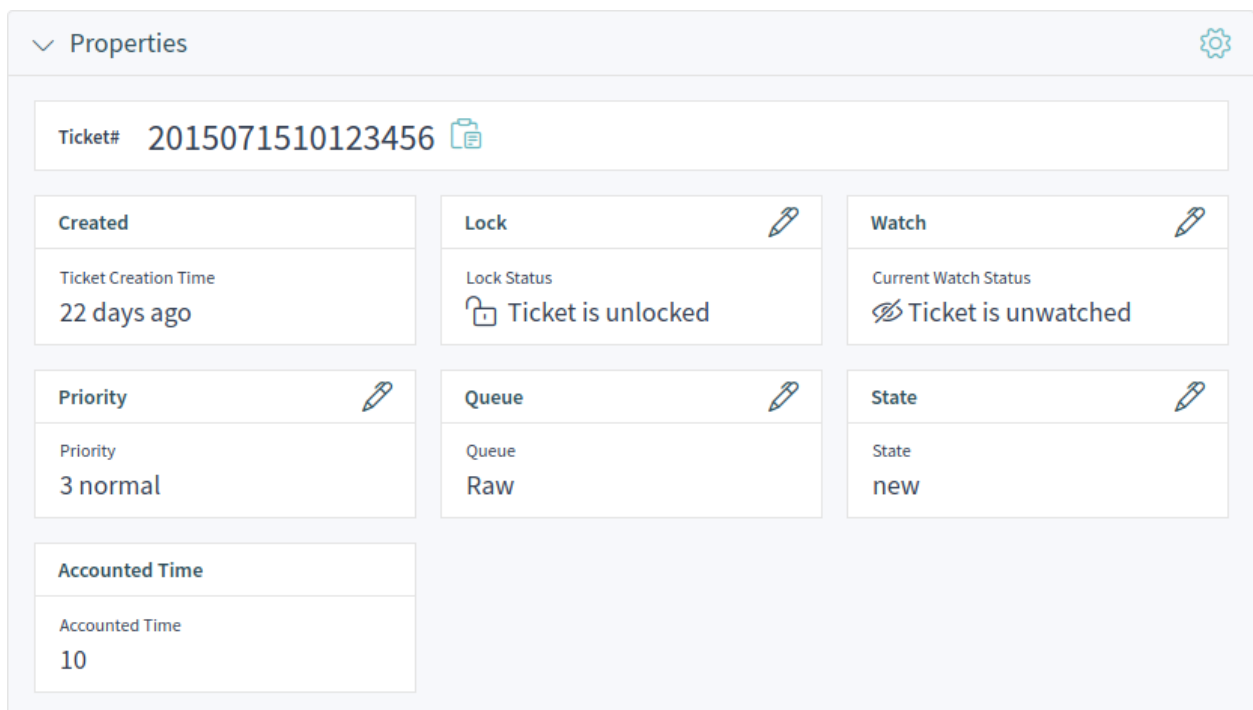 Properties
Ticket# 2015071510123456
Created
Ticket Creation Time
22 days ago
Lock
Lock Status
Ticket is unlocked
Watch
Current Watch Status
Ticket is unwatched
Priority
Priority
3 normal
Queue
Queue
Raw
State
State
new
Accounted Time
Accounted Time
10